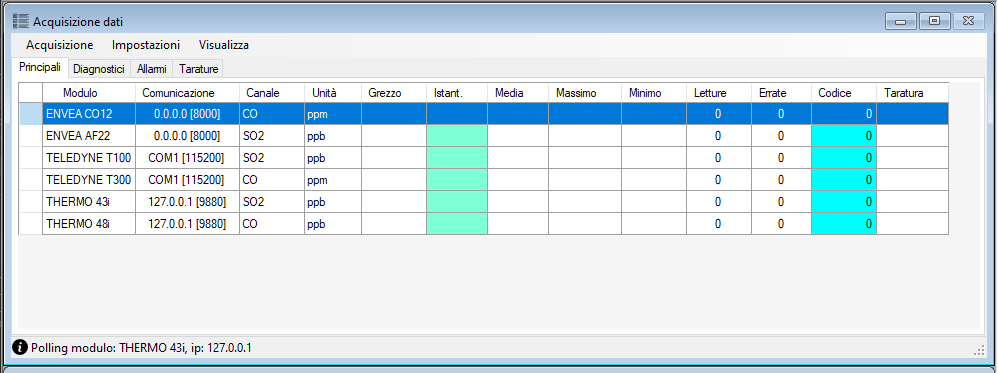 Acquisizione dati
Acquisizione Impostazioni Visualizza
Principali Diagnostici Allarmi Tarature
Modulo Comunicazione Canale Unità Grezzo Istant. Media Massimo Minimo Letture Errate Codice Taratura
ENVEA CO12 0.0.0.0 [8000] CO ppm 0 0 0
ENVEA AF22 0.0.0.0 [8000] SO2 ppb 0 0 0
TELEDYNE T100 COM1 [115200] SO2 ppb 0 0 0
TELEDYNE T300 COM1 [115200] CO ppm 0 0 0
THERMO 43i 127.0.0.1 [9880] SO2 ppb 0 0 0
THERMO 48i 127.0.0.1 [9880] CO ppb 0 0 0
Polling modulo: THERMO 43i, ip: 127.0.0.1